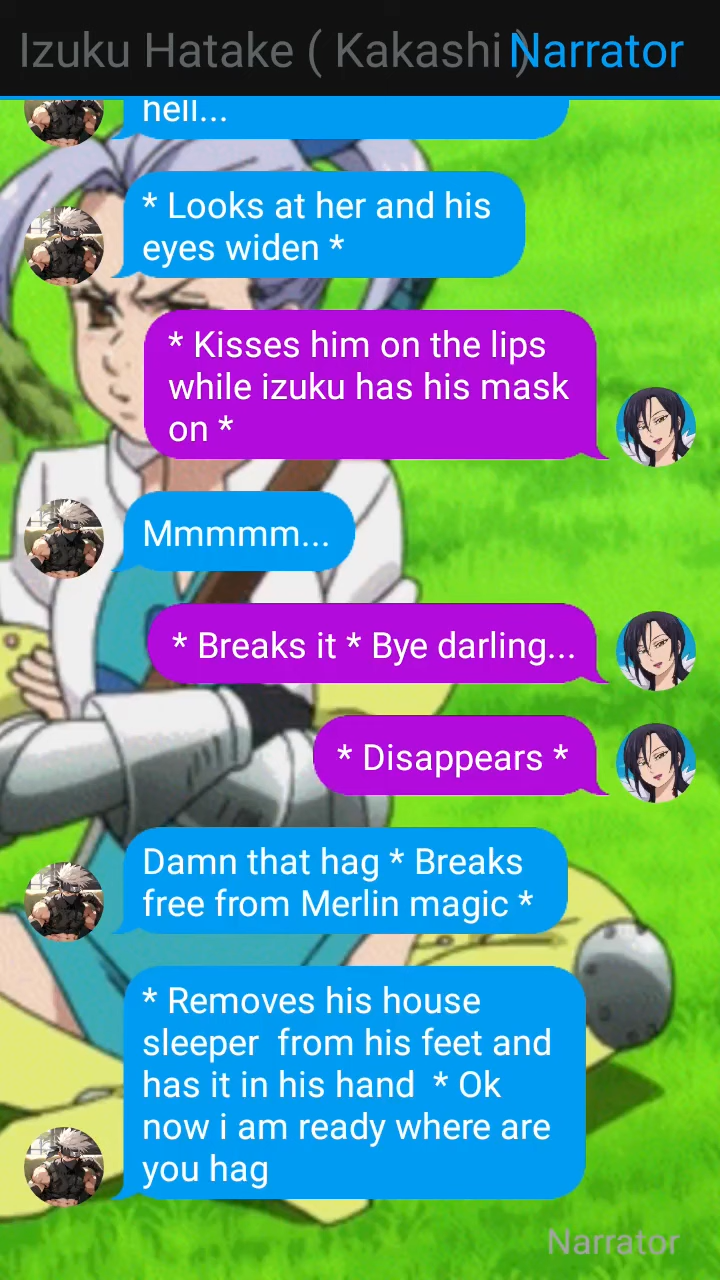 Izuku Hatake ( Kakashi )
Narrator
hell...
* Looks at her and his
eyes widen *
* Kisses him on the lips
while izuku has his mask
on *
Mmmmm...
* Breaks it * Bye darling...
* Disappears *
Damn that hag * Breaks
free from Merlin magic *
* Removes his house
sleeper  from his feet and
has it in his hand  * Ok
now i am ready where are
you hag
Narrator